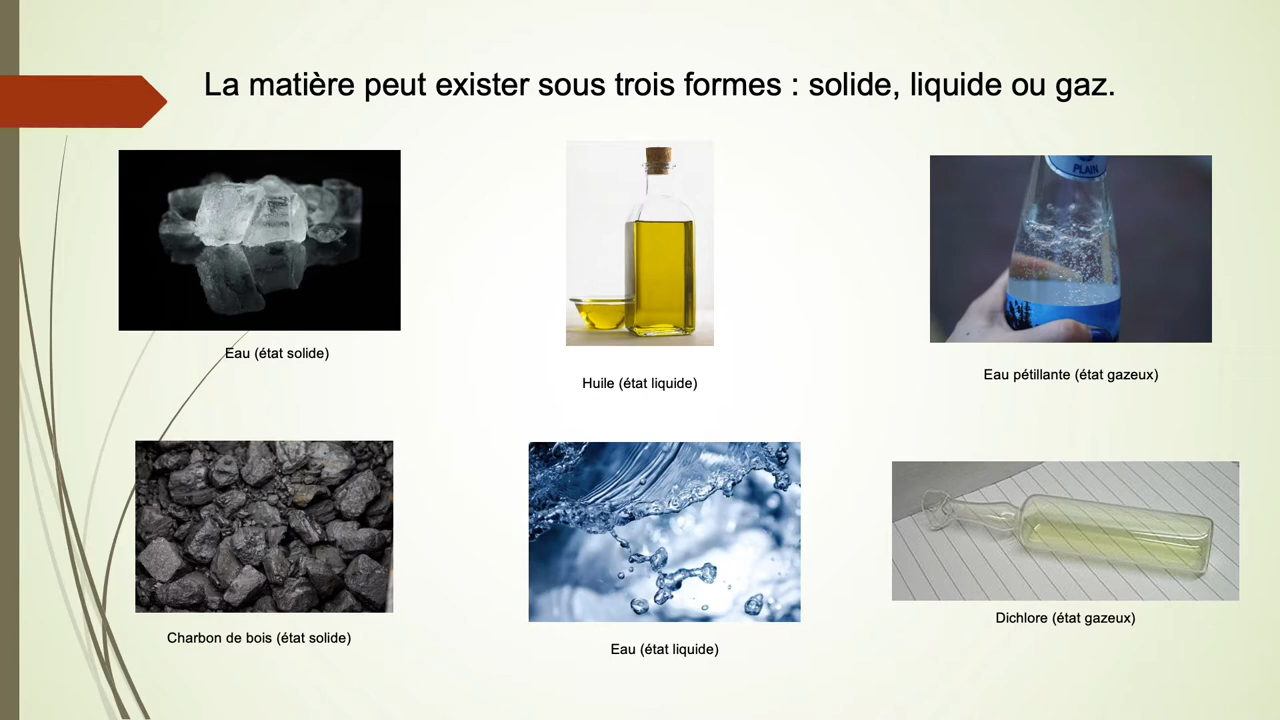 La matière peut exister sous trois formes : solide, liquide ou gaz.
PLAIN
Eau (état solide)
Huile (état liquide)
Eau pétillante (état gazeux)
Charbon de bois (état solide)
Eau (état liquide)
Dichlore (état gazeux)